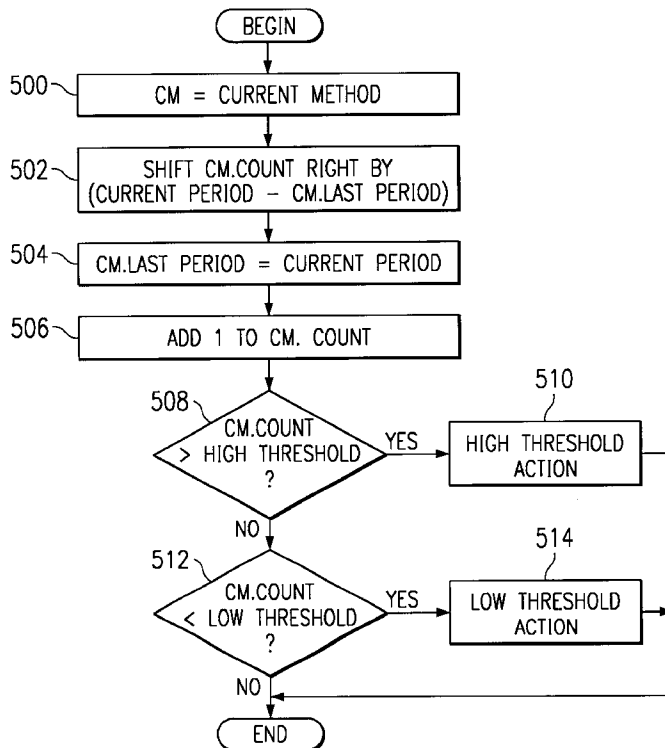 BEGIN
500
CM = CURRENT METHOD
502
SHIFT CM.COUNT RIGHT BY
(CURRENT PERIOD - CM.LAST PERIOD)
504
CM.LAST PERIOD = CURRENT PERIOD
506
ADD 1 TO CM. COUNT
508
CM.COUNT
> HIGH THRESHOLD
?
YES
510
HIGH THRESHOLD
ACTION
NO
512
CM.COUNT
< LOW THRESHOLD
?
YES
514
LOW THRESHOLD
ACTION
NO
END